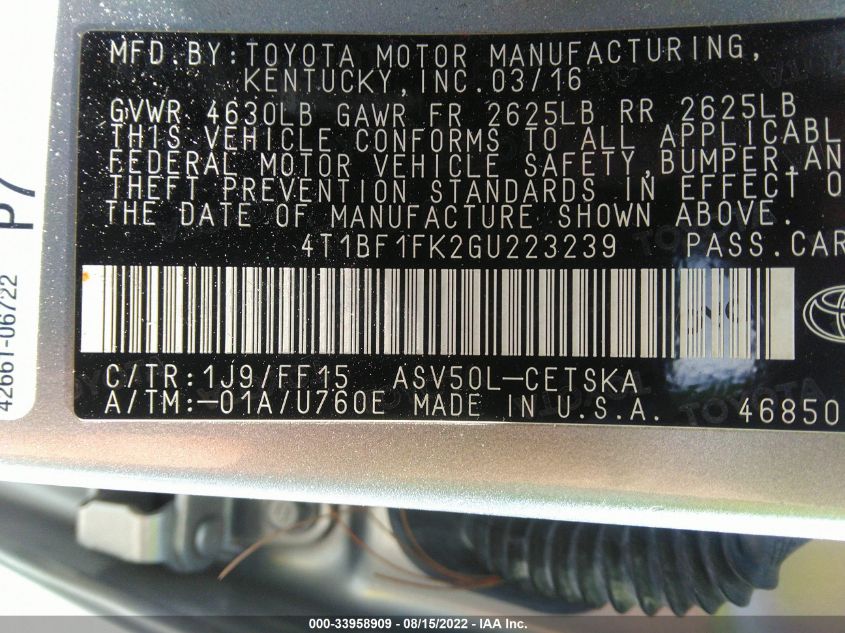 MFD.BY:TOYOTA MOTOR MANUFACTURING,
KENTUCKY,INC.03/16
GVWR 4630LB GAWR FR 2625LB RR 2625LB
THIS VEHICLE CONFORMS TO ALL APPLICABL
FEDERAL MOTOR VEHICLE SAFETY,BUMPER,AN
THEFT PREVENTION STANDARDS IN EFFECT O
THE DATE OF MANUFACTURE SHOWN ABOVE.
4T1BF1FK2GU223239 PASS.CAR
C/TR:1J9/FF15 ASV50L-CETSKA
A/TM:-01A/U760E MADE IN U.S.A. 46850
42661-06722
P7
000-33958909 - 08/15/2022 - IAA Inc.